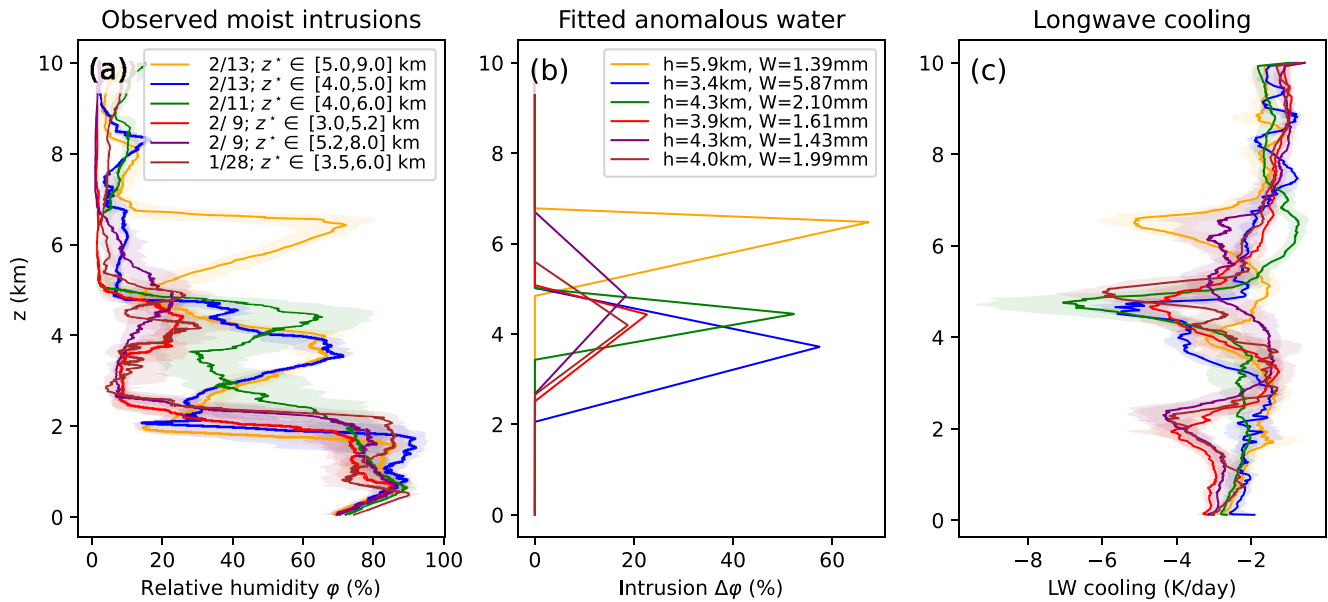 Observed moist intrusions
(a)
2/13; z* ∈ [5.0,9.0] km
2/13; z* ∈ [4.0,5.0] km
2/11; z* ∈ [4.0,6.0] km
2/ 9; z* ∈ [3.0,5.2] km
2/ 9; z* ∈ [5.2,8.0] km
1/28; z* ∈ [3.5,6.0] km
10
8
6
4
2
0
z (km)
0 20 40 60 80 100
Relative humidity φ (%)
Fitted anomalous water
(b)
h=5.9km, W=1.39mm
h=3.4km, W=5.87mm
h=4.3km, W=2.10mm
h=3.9km, W=1.61mm
h=4.3km, W=1.43mm
h=4.0km, W=1.99mm
10
8
6
4
2
0
0 20 40 60
Intrusion Δφ (%)
Longwave cooling
(c)
10
8
6
4
2
0
−8 −6 −4 −2
LW cooling (K/day)